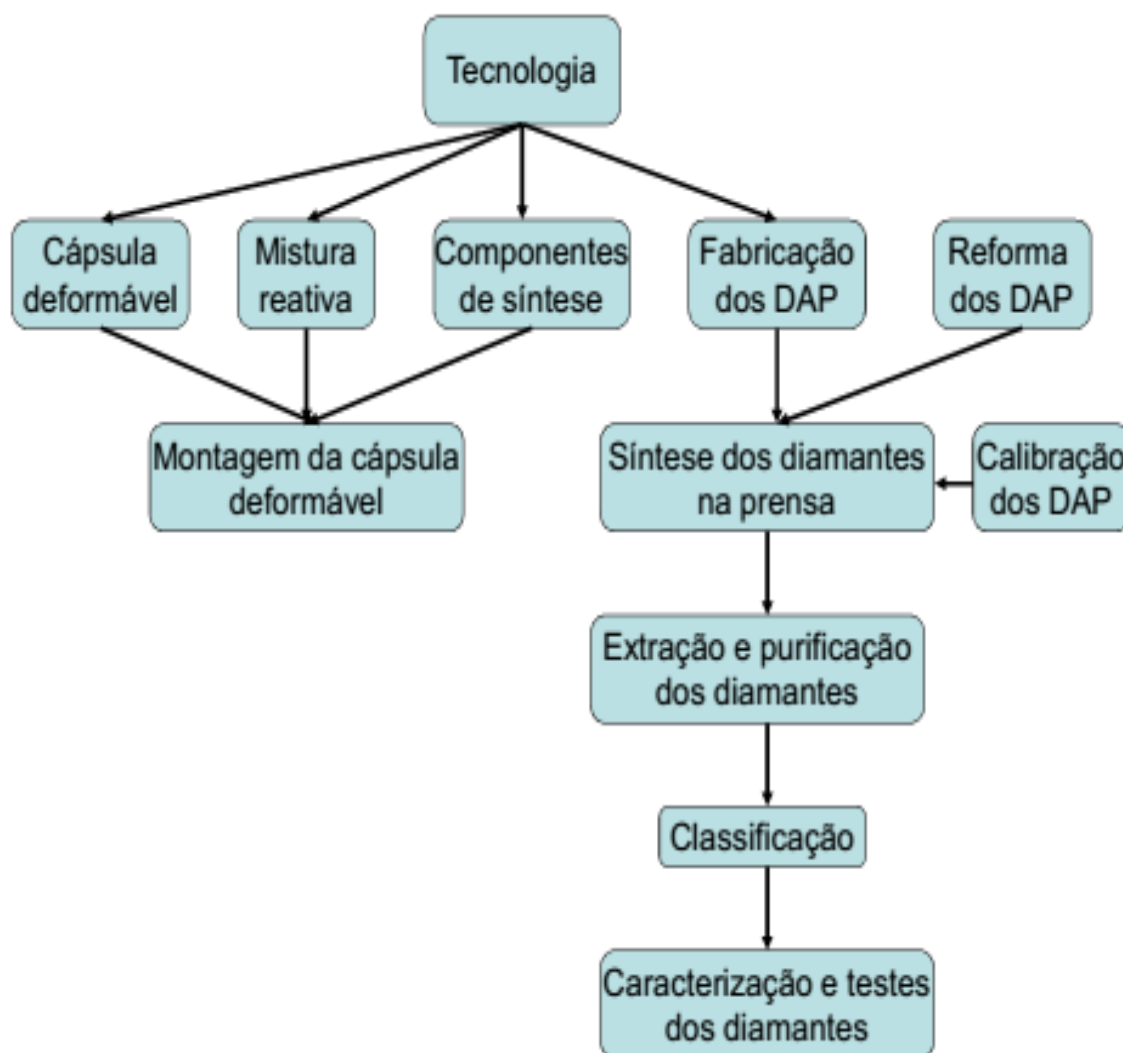 Tecnologia
Cápsula
deformável
Mistura
reativa
Componentes
de síntese
Fabricação
dos DAP
Reforma
dos DAP
Montagem da cápsula
deformável
Síntese dos diamantes
na prensa
Calibração
dos DAP
Extração e purificação
dos diamantes
Classificação
Caracterização e testes
dos diamantes